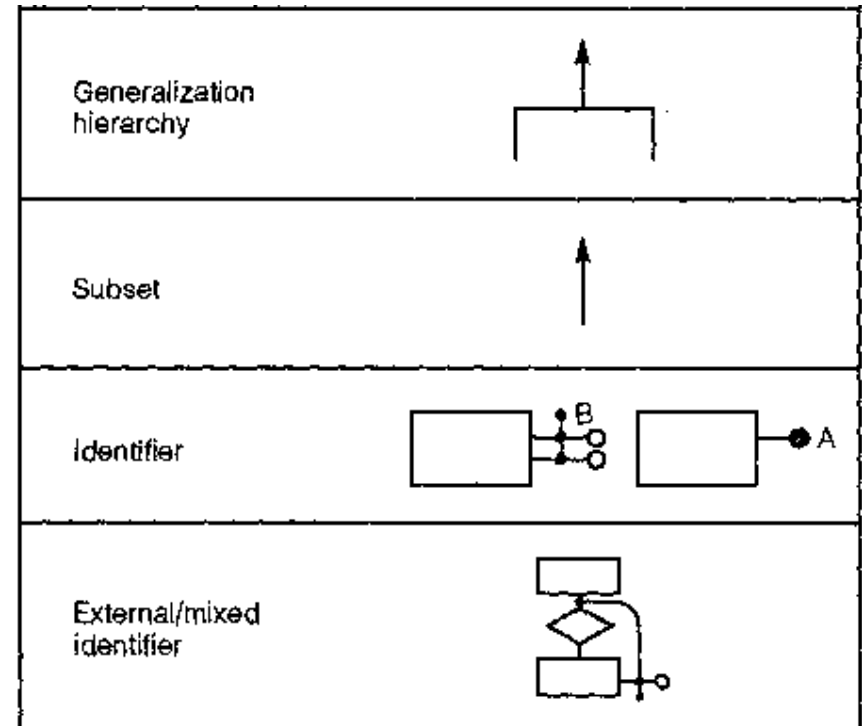 Generalization
hierarchy
Subset
Identifier
B
A
External/mixed
identifier